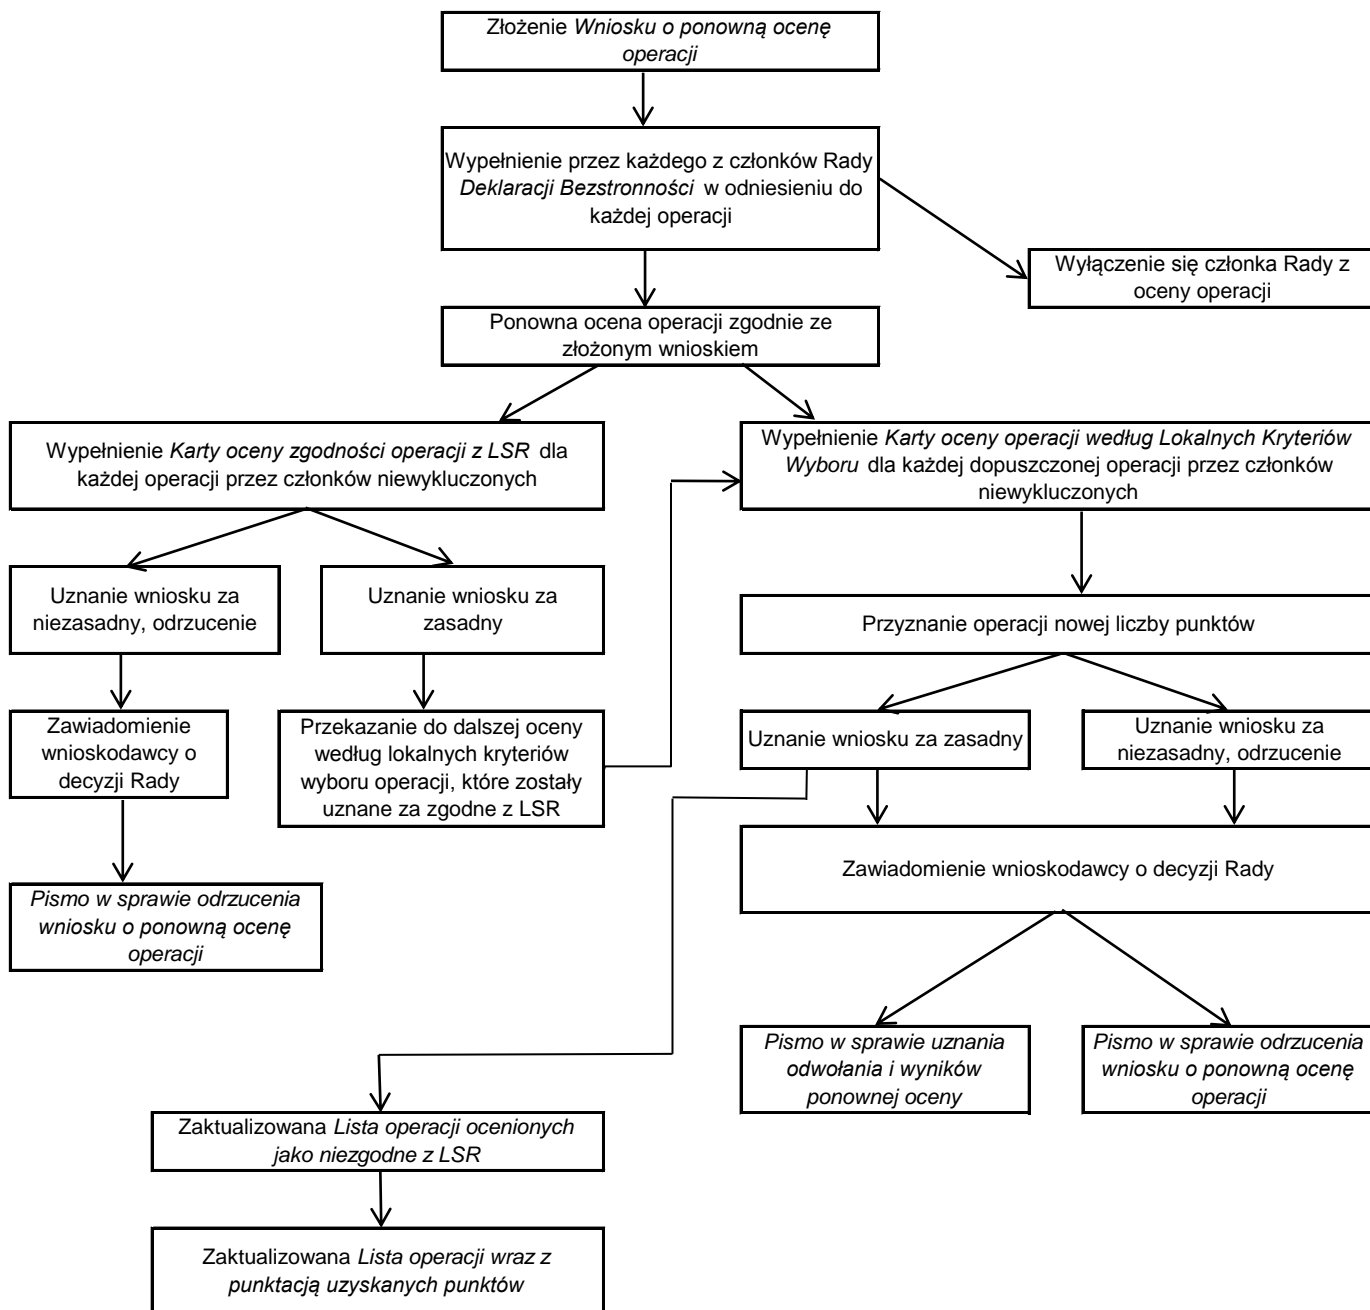 Złożenie Wniosku o ponowną ocenę
operacji
Wypełnienie przez każdego z członków Rady
Deklaracji Bezstronności w odniesieniu do
każdej operacji
Wyłączenie się członka Rady z
oceny operacji
Ponowna ocena operacji zgodnie ze
złożonym wnioskiem
Wypełnienie Karty oceny zgodności operacji z LSR dla
każdej operacji przez członków niewykluczonych
Wypełnienie Karty oceny operacji według Lokalnych Kryteriów
Wyboru dla każdej dopuszczonej operacji przez członków
niewykluczonych
Uznanie wniosku za
niezasadny, odrzucenie
Uznanie wniosku za
zasadny
Przyznanie operacji nowej liczby punktów
Zawiadomienie
wnioskodawcy o
decyzji Rady
Przekazanie do dalszej oceny
według lokalnych kryteriów
wyboru operacji, które zostały
uznane za zgodne z LSR
Uznanie wniosku za zasadny
Uznanie wniosku za
niezasadny, odrzucenie
Zawiadomienie wnioskodawcy o decyzji Rady
Pismo w sprawie odrzucenia
wniosku o ponowną ocenę
operacji
Pismo w sprawie uznania
odwołania i wyników
ponownej oceny
Pismo w sprawie odrzucenia
wniosku o ponowną ocenę
operacji
Zaktualizowana Lista operacji ocenionych
jako niezgodne z LSR
Zaktualizowana Lista operacji wraz z
punktacją uzyskanych punktów